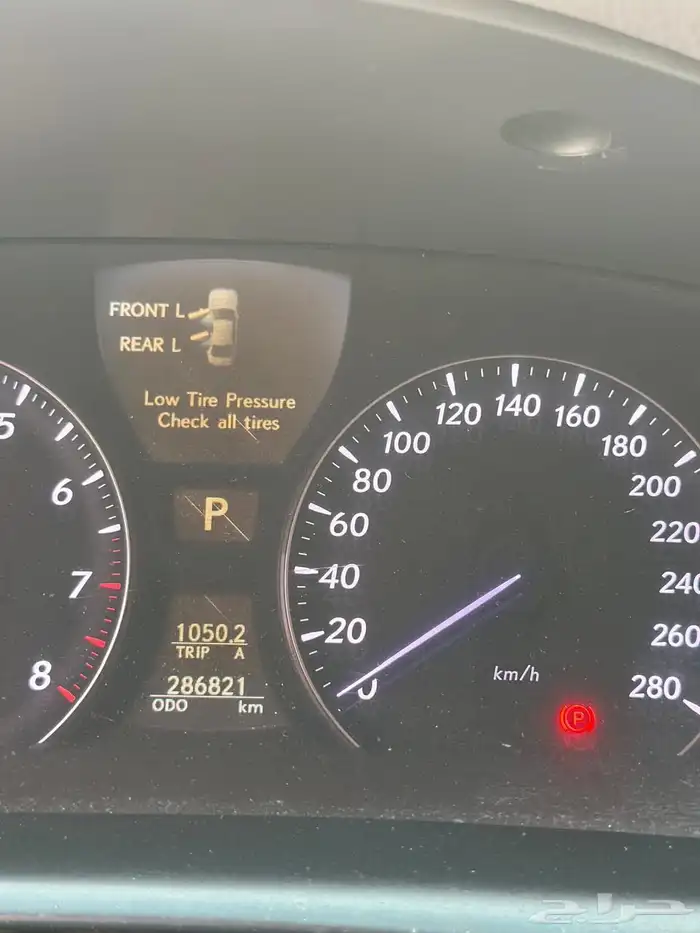 FRONT L
REAR L
Low Tire Pressure
Check all tires
P
1050.2
TRIP A
286821
ODO km
5
6
7
8
0
20
40
60
80
100
120
140
160
180
200
220
240
260
280
km/h
P
حراج